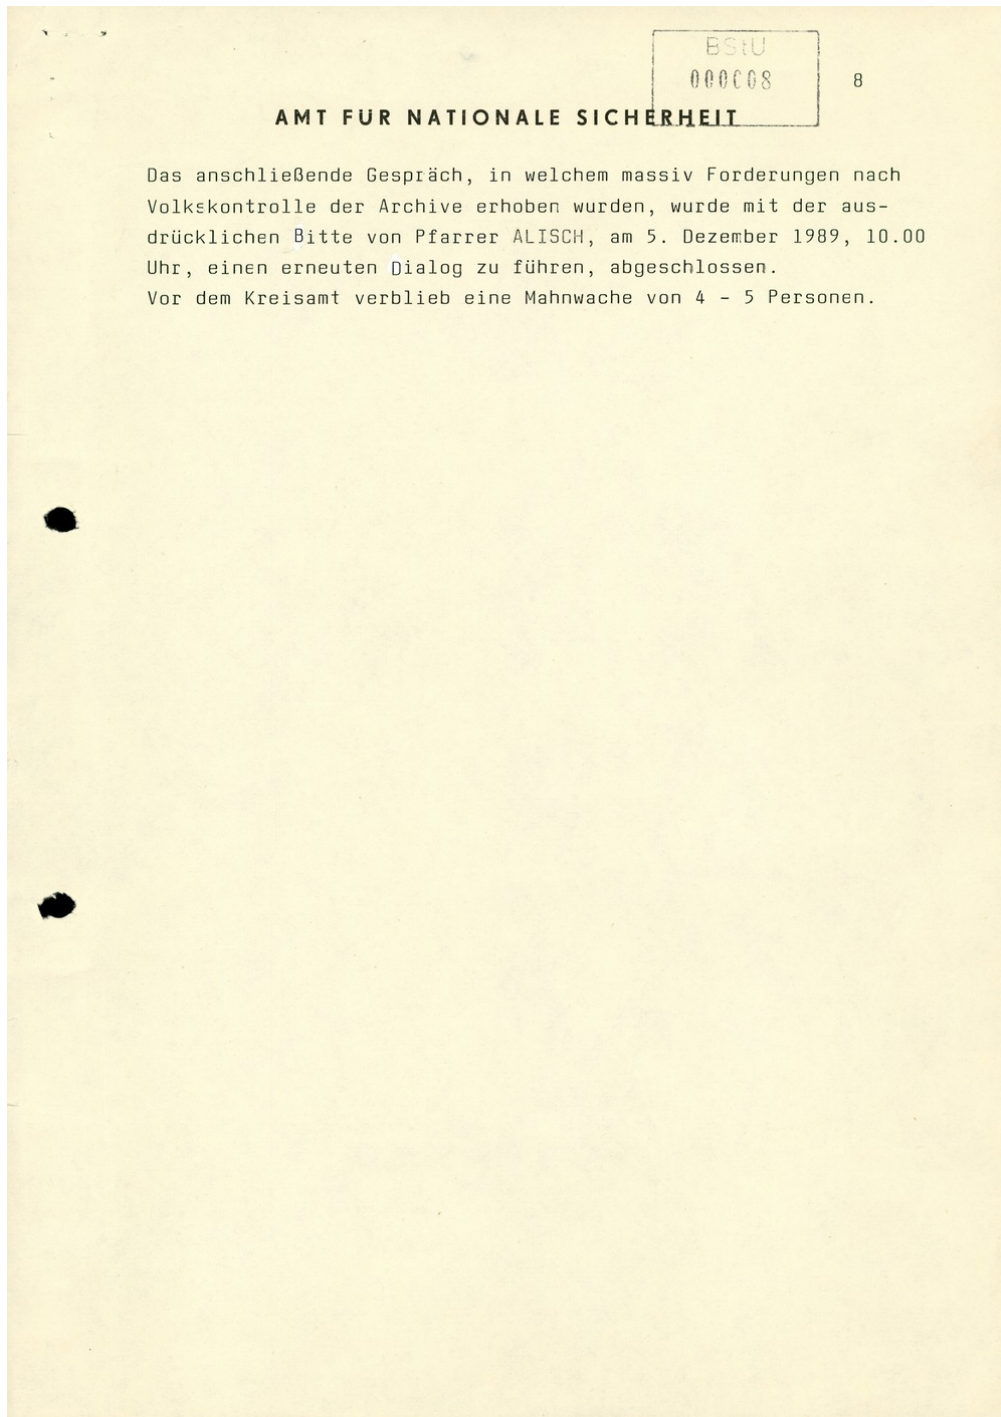 BStU
000008
8
AMT FUR NATIONALE SICHERHEIT
Das anschließende Gespräch, in welchem massiv Forderungen nach
Volkskontrolle der Archive erhoben wurden, wurde mit der aus-
drücklichen Bitte von Pfarrer ALISCH, am 5. Dezember 1989, 10.00
Uhr, einen erneuten Dialog zu führen, abgeschlossen.
Vor dem Kreisamt verblieb eine Mahnwache von 4 - 5 Personen.